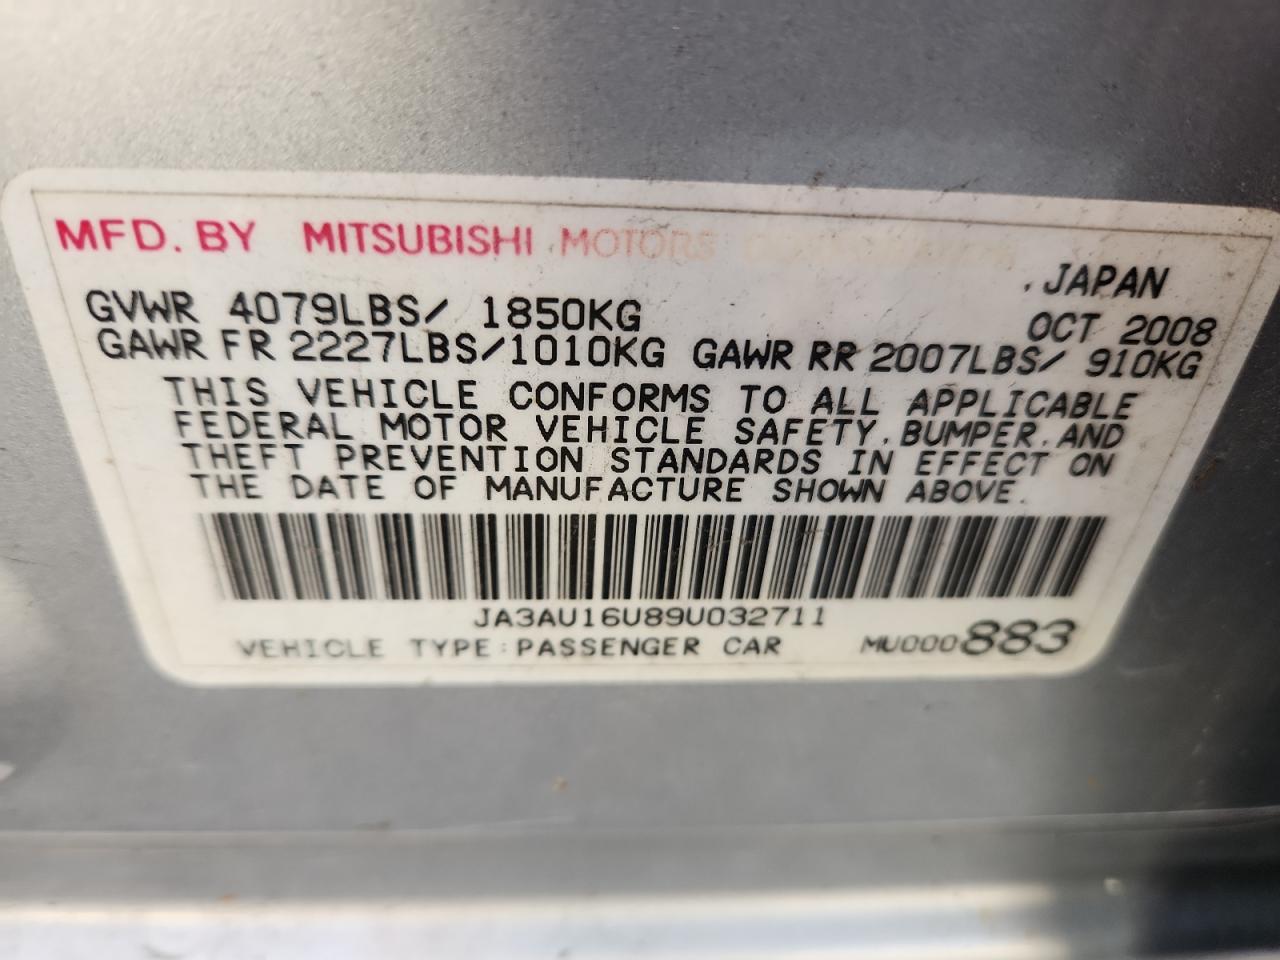 MFD. BY MITSUBISHI MOTORS CORPORATION
, JAPAN
GVWR 4079LBS/ 1850KG OCT 2008
GAWR FR 2227LBS/1010KG GAWR RR 2007LBS/ 910KG
THIS VEHICLE CONFORMS TO ALL APPLICABLE
FEDERAL MOTOR VEHICLE SAFETY, BUMPER, AND
THEFT PREVENTION STANDARDS IN EFFECT ON
THE DATE OF MANUFACTURE SHOWN ABOVE.
JA3AU16U89U032711
VEHICLE TYPE:PASSENGER CAR MU000883